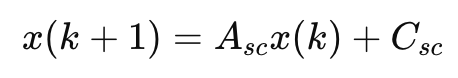 x(k + 1) = A_{sc}x(k) + C_{sc}